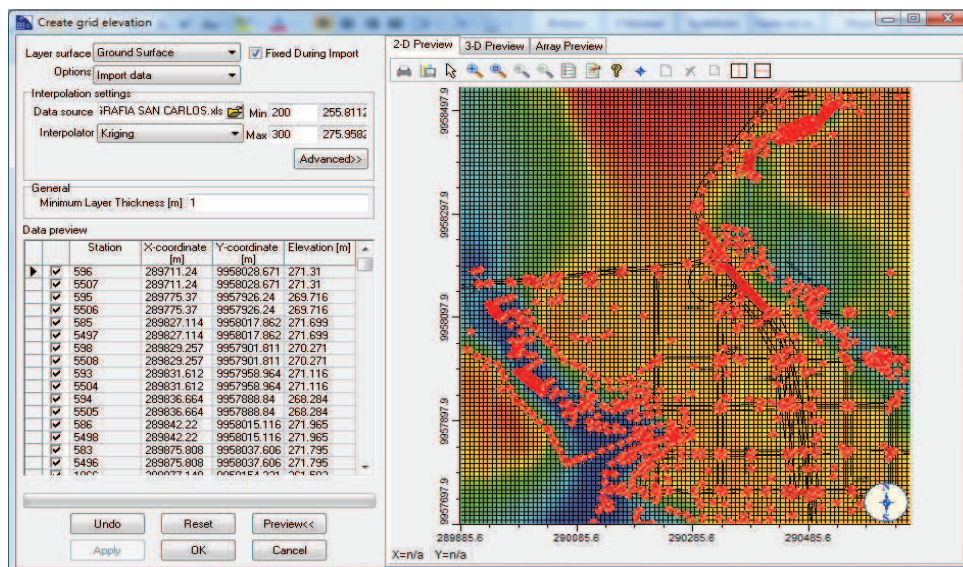 Create grid elevation
Layer surface Ground Surface Fixed During Import
Options Import data
Interpolation settings
Data source iRAFIA SAN CARLOS.xls Min 200 255.8112
Interpolator Kriging Max 300 275.9582
Advanced>>
General
Minimum Layer Thickness [m] 1
Data preview
Station X-coordinate [m] Y-coordinate [m] Elevation [m]
596 289711.24 9958028.671 271.31
5507 289711.24 9958028.671 271.31
595 289775.37 9957926.24 269.716
5506 289775.37 9957926.24 269.716
585 289827.114 9958017.862 271.699
5497 289827.114 9958017.862 271.699
598 289829.257 9957901.811 270.271
5508 289829.257 9957901.811 270.271
593 289831.612 9957958.964 271.116
5504 289831.612 9957958.964 271.116
594 289836.664 9957888.84 268.284
5505 289836.664 9957888.84 268.284
586 289842.22 9958015.116 271.965
5498 289842.22 9958015.116 271.965
583 289875.808 9958037.606 271.795
5496 289875.808 9958037.606 271.795
Undo Reset Preview<<
Apply OK Cancel
2-D Preview 3-D Preview Array Preview
9958497.9
9958297.9
9958097.9
9957897.9
9957697.9
289885.6 290085.6 290285.6 290485.6
N
S
X=n/a Y=n/a